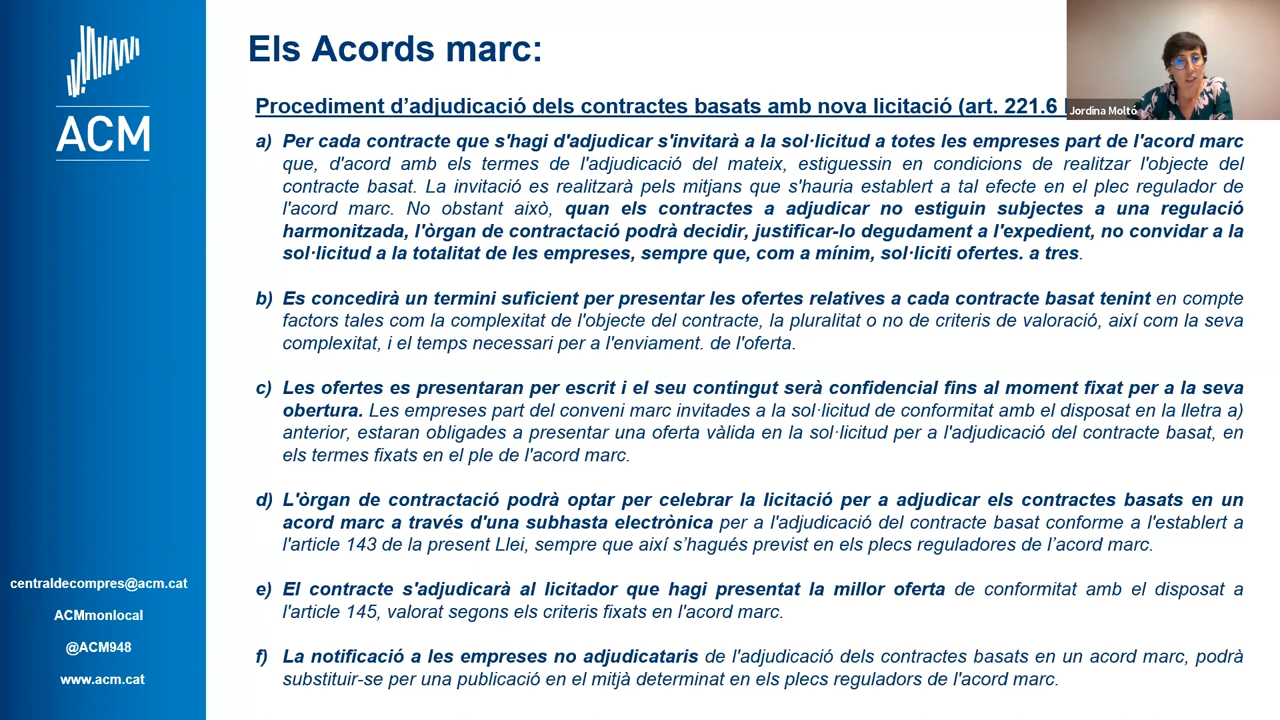 ACM
centraldecompres@acm.cat
ACMmonlocal
@ACM948
www.acm.cat
Els Acords marc:
Procediment d’adjudicació dels contractes basats amb nova licitació (art. 221.6
Jordina Moltó
a) Per cada contracte que s'hagi d'adjudicar s'invitarà a la sol·licitud a totes les empreses part de l'acord marc
que, d'acord amb els termes de l'adjudicació del mateix, estiguessin en condicions de realitzar l'objecte del
contracte basat. La invitació es realitzarà pels mitjans que s'hauria establert a tal efecte en el plec regulador de
l'acord marc. No obstant això, quan els contractes a adjudicar no estiguin subjectes a una regulació
harmonitzada, l'òrgan de contractació podrà decidir, justificar-lo degudament a l'expedient, no convidar a la
sol·licitud a la totalitat de les empreses, sempre que, com a mínim, sol·liciti ofertes. a tres.
b) Es concedirà un termini suficient per presentar les ofertes relatives a cada contracte basat tenint en compte
factors tales com la complexitat de l'objecte del contracte, la pluralitat o no de criteris de valoració, així com la seva
complexitat, i el temps necessari per a l'enviament. de l'oferta.
c) Les ofertes es presentaran per escrit i el seu contingut serà confidencial fins al moment fixat per a la seva
obertura. Les empreses part del conveni marc invitades a la sol·licitud de conformitat amb el disposat en la lletra a)
anterior, estaran obligades a presentar una oferta vàlida en la sol·licitud per a l'adjudicació del contracte basat, en
els termes fixats en el ple de l'acord marc.
d) L'òrgan de contractació podrà optar per celebrar la licitació per a adjudicar els contractes basats en un
acord marc a través d'una subhasta electrònica per a l'adjudicació del contracte basat conforme a l'establert a
l'article 143 de la present Llei, sempre que així s’hagués previst en els plecs reguladores de l’acord marc.
e) El contracte s'adjudicarà al licitador que hagi presentat la millor oferta de conformitat amb el disposat a
l'article 145, valorat segons els criteris fixats en l'acord marc.
f) La notificació a les empreses no adjudicataris de l'adjudicació dels contractes basats en un acord marc, podrà
substituir-se per una publicació en el mitjà determinat en els plecs reguladors de l'acord marc.